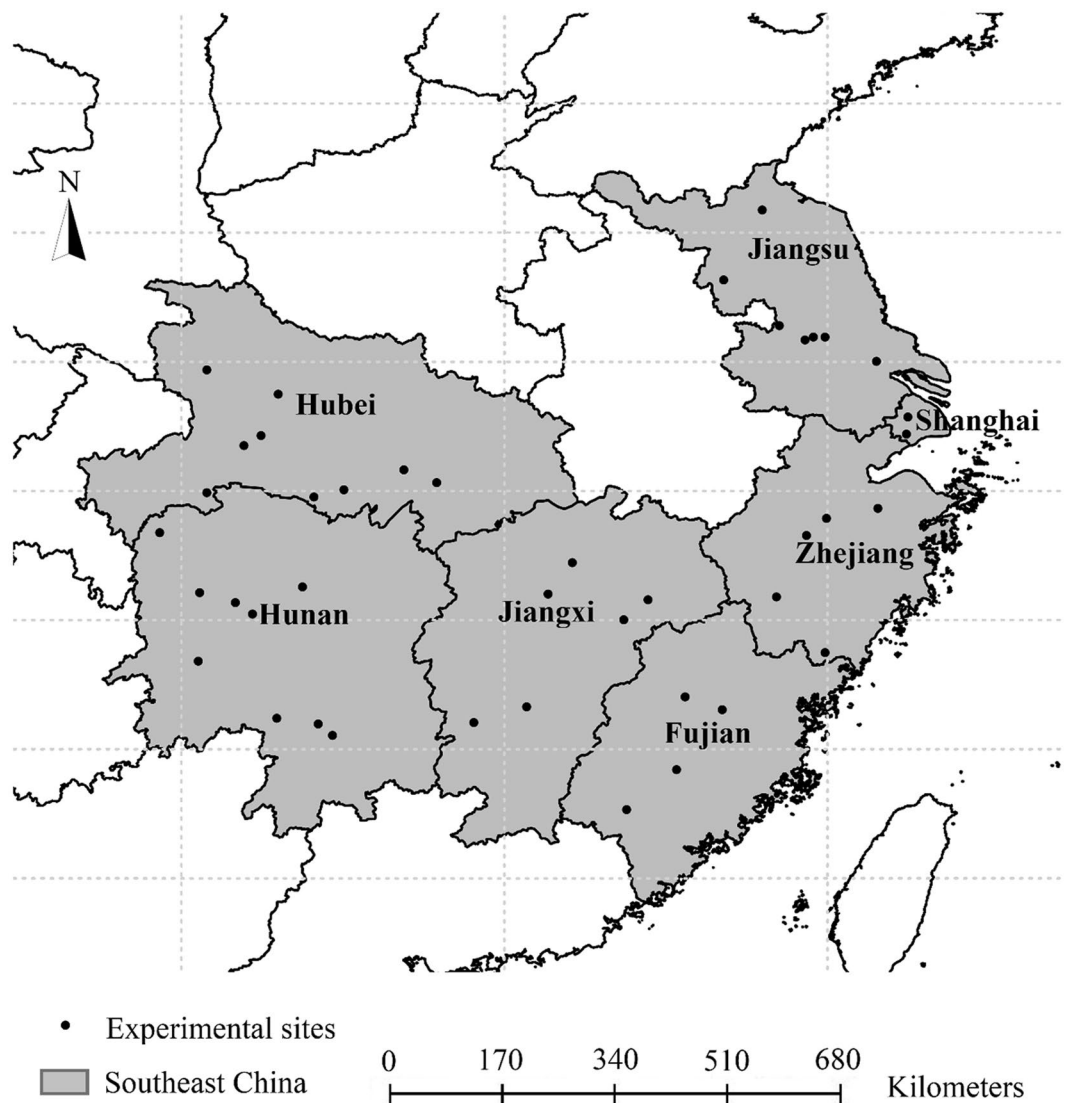 N
Jiangsu
Hubei
Shanghai
Zhejiang
Hunan
Jiangxi
Fujian
Experimental sites
Southeast China
0 170 340 510 680
Kilometers